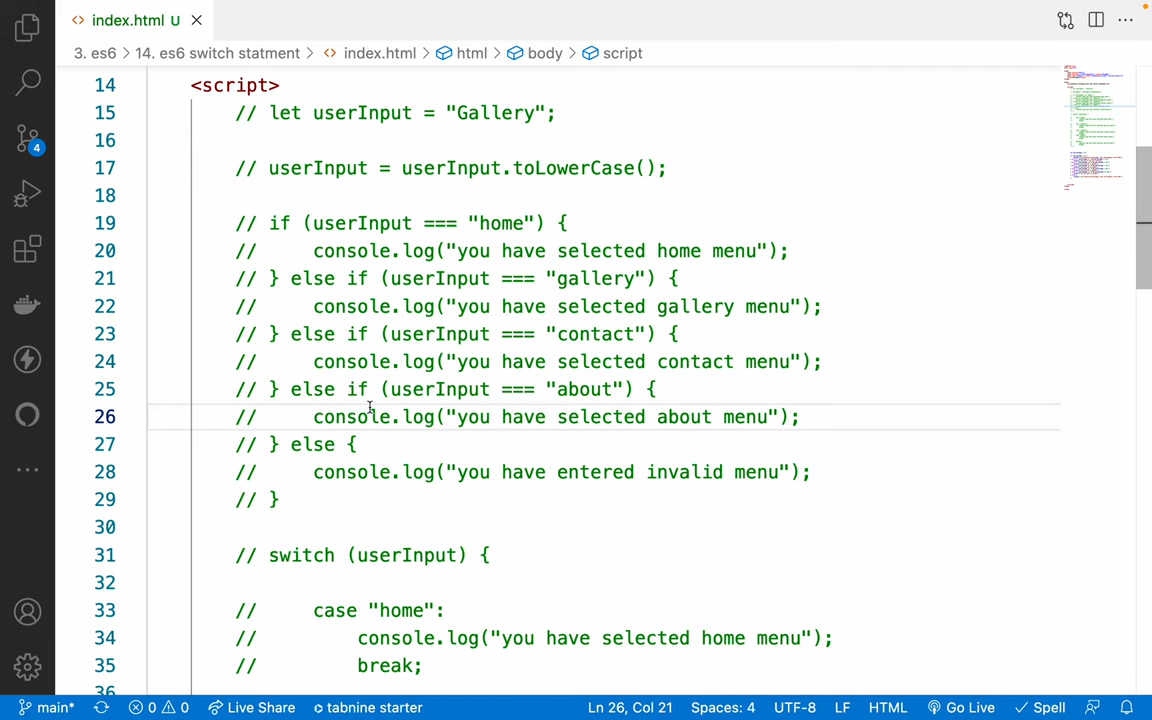 index.html U
3. es6 > 14. es6 switch statment > index.html > html > body > script
14 <script>
15 // let userInput = "Gallery";
16
17 // userInput = userInput.toLowerCase();
18
19 // if (userInput === "home") {
20 //     console.log("you have selected home menu");
21 // } else if (userInput === "gallery") {
22 //     console.log("you have selected gallery menu");
23 // } else if (userInput === "contact") {
24 //     console.log("you have selected contact menu");
25 // } else if (userInput === "about") {
26 //     console.log("you have selected about menu");
27 // } else {
28 //     console.log("you have entered invalid menu");
29 // }
30
31 // switch (userInput) {
32
33 //     case "home":
34 //         console.log("you have selected home menu");
35 //         break;
36
4
main* 0 0 Live Share tabnine starter Ln 26, Col 21 Spaces: 4 UTF-8 LF HTML Go Live Spell